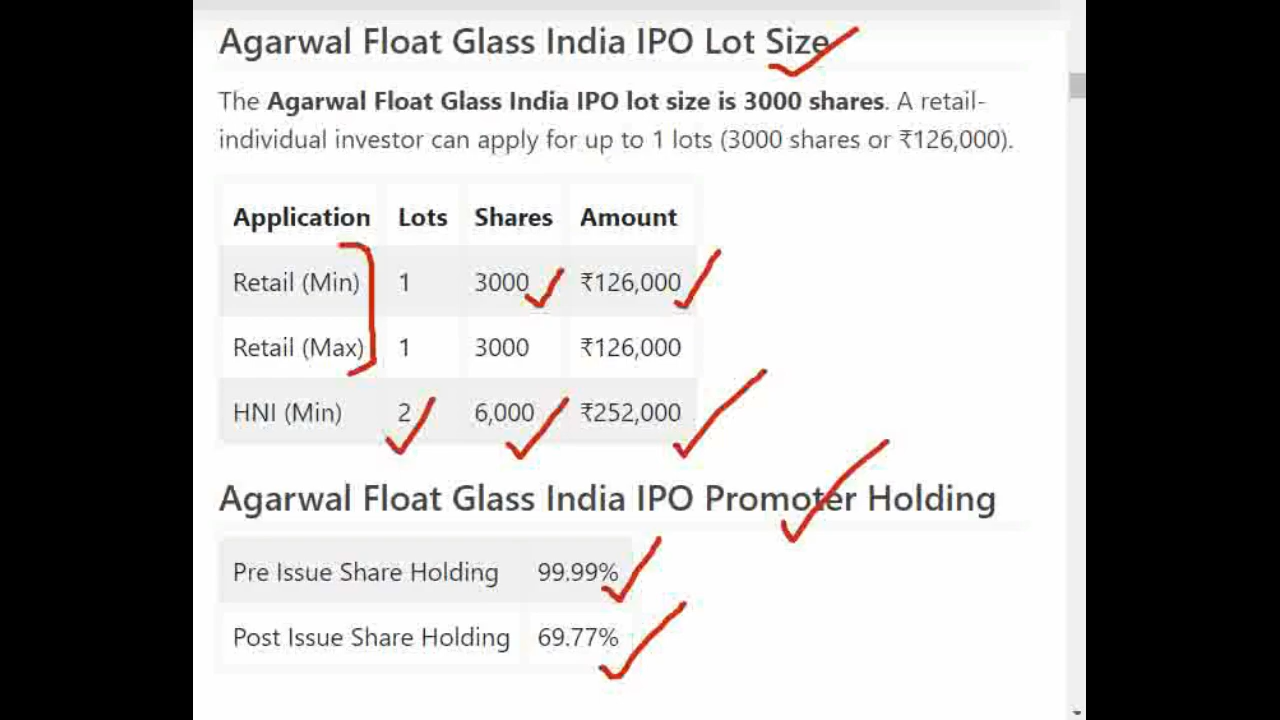 Agarwal Float Glass India IPO Lot Size
The Agarwal Float Glass India IPO lot size is 3000 shares. A retail-
individual investor can apply for up to 1 lots (3000 shares or ₹126,000).
Application Lots Shares Amount
Retail (Min) 1 3000 ₹126,000
Retail (Max) 1 3000 ₹126,000
HNI (Min) 2 6,000 ₹252,000
Agarwal Float Glass India IPO Promoter Holding
Pre Issue Share Holding 99.99%
Post Issue Share Holding 69.77%